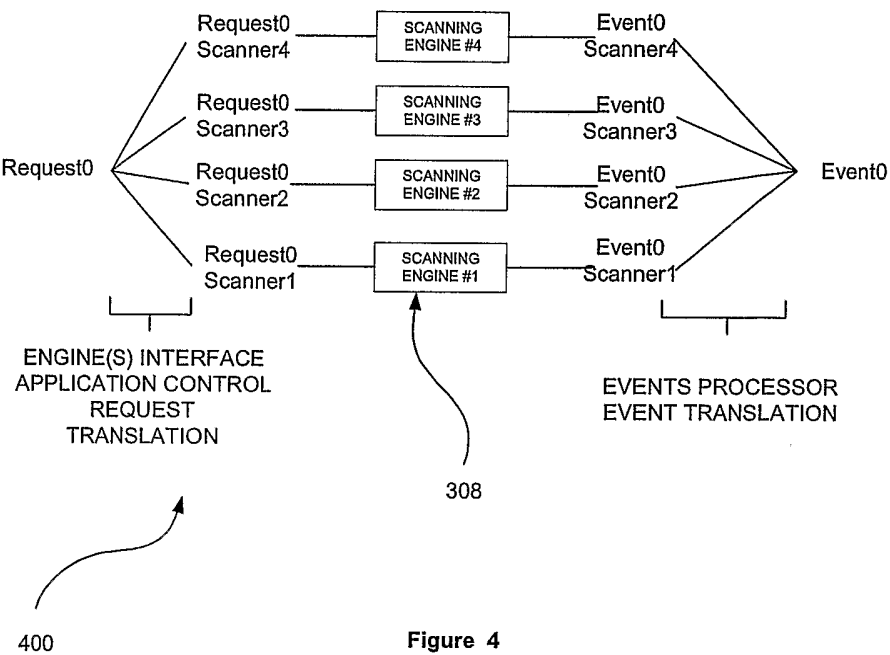 Request0
Scanner4
SCANNING
ENGINE #4
Event0
Scanner4
Request0
Scanner3
SCANNING
ENGINE #3
Event0
Scanner3
Request0
Request0
Scanner2
SCANNING
ENGINE #2
Event0
Scanner2
Event0
Request0
Scanner1
SCANNING
ENGINE #1
Event0
Scanner1
ENGINE(S) INTERFACE
APPLICATION CONTROL
REQUEST
TRANSLATION
EVENTS PROCESSOR
EVENT TRANSLATION
308
400
Figure 4